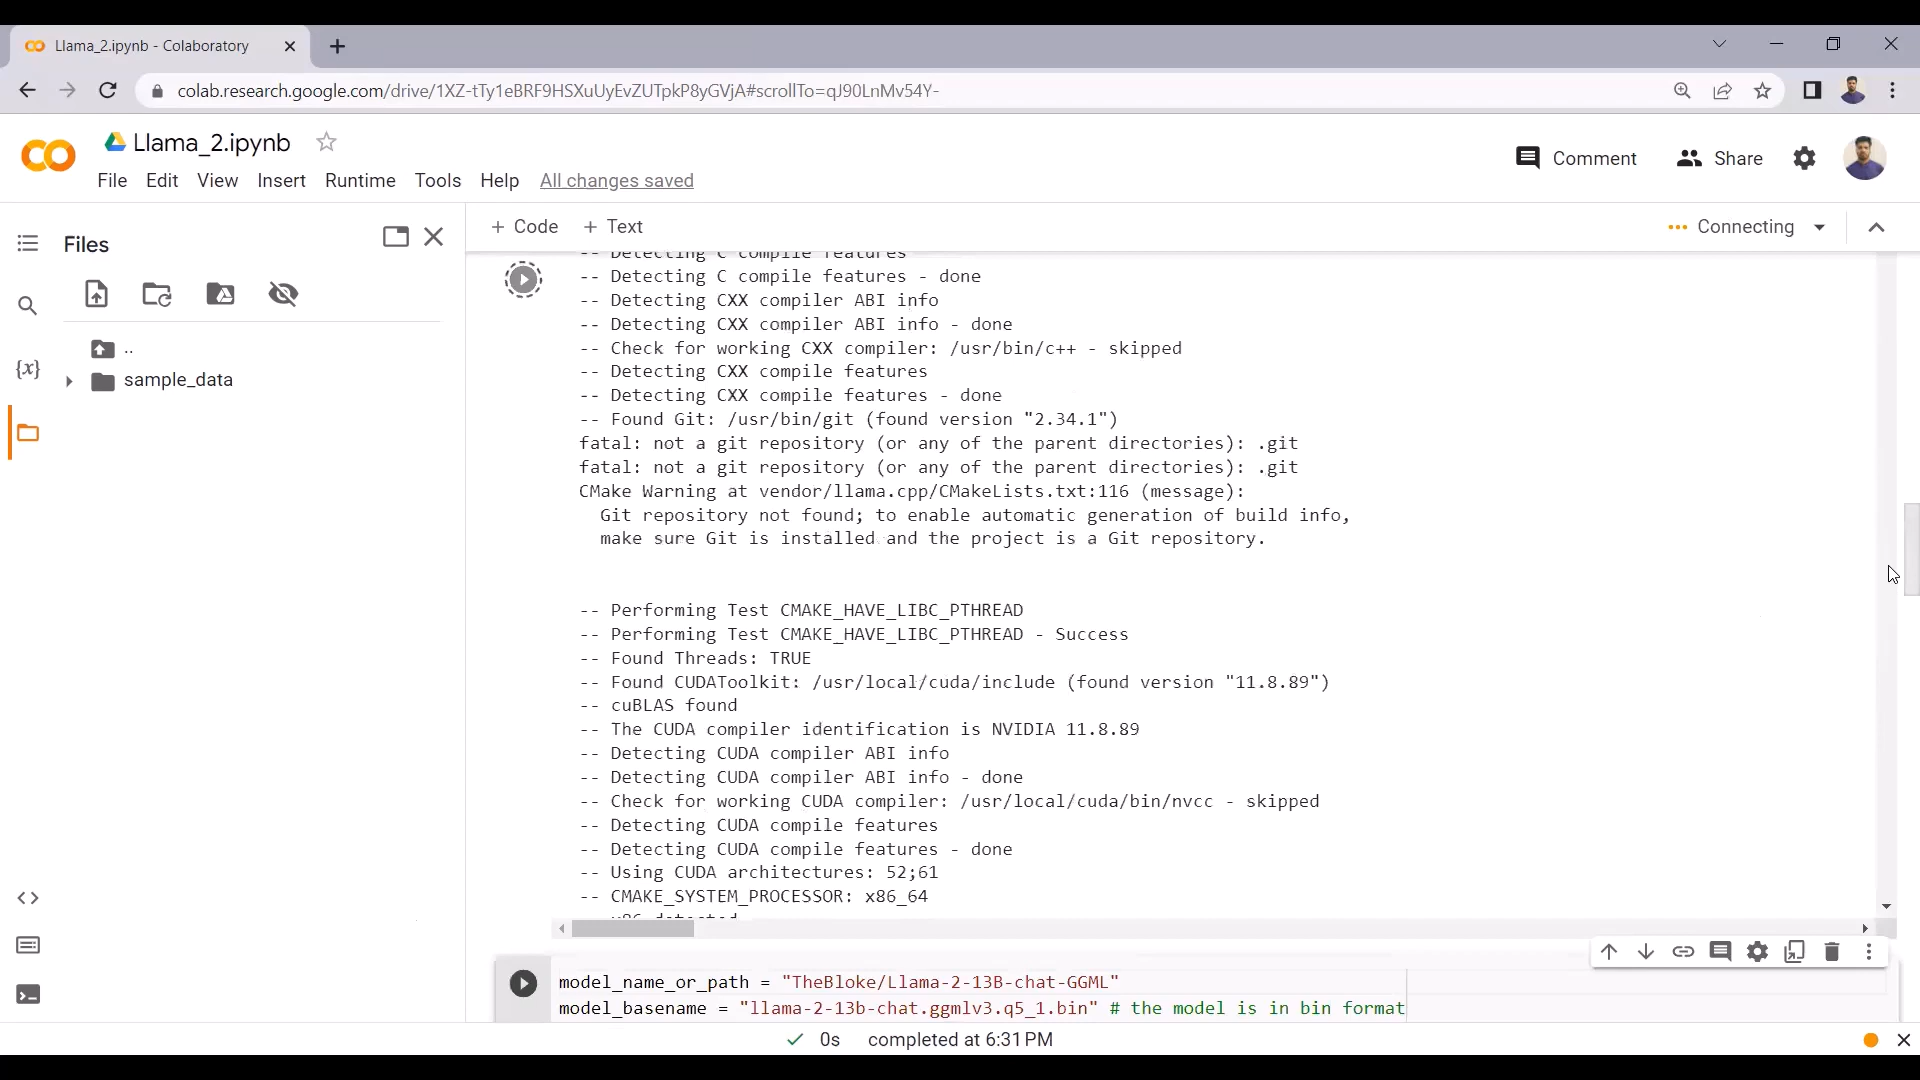 Llama_2.ipynb - Colaboratory
colab.research.google.com/drive/1XZ-tTy1eBRF9HSXuUyEvZUTpkP8yGVjA#scrollTo=qJ90LnMv54Y-
Llama_2.ipynb
Comment
Share
File Edit View Insert Runtime Tools Help All changes saved
Files
+ Code + Text
Connecting
..
sample_data
{x}
-- Detecting C compile features
-- Detecting C compile features - done
-- Detecting CXX compiler ABI info
-- Detecting CXX compiler ABI info - done
-- Check for working CXX compiler: /usr/bin/c++ - skipped
-- Detecting CXX compile features
-- Detecting CXX compile features - done
-- Found Git: /usr/bin/git (found version "2.34.1")
fatal: not a git repository (or any of the parent directories): .git
fatal: not a git repository (or any of the parent directories): .git
CMake Warning at vendor/llama.cpp/CMakeLists.txt:116 (message):
Git repository not found; to enable automatic generation of build info,
make sure Git is installed and the project is a Git repository.
-- Performing Test CMAKE_HAVE_LIBC_PTHREAD
-- Performing Test CMAKE_HAVE_LIBC_PTHREAD - Success
-- Found Threads: TRUE
-- Found CUDAToolkit: /usr/local/cuda/include (found version "11.8.89")
-- cuBLAS found
-- The CUDA compiler identification is NVIDIA 11.8.89
-- Detecting CUDA compiler ABI info
-- Detecting CUDA compiler ABI info - done
-- Check for working CUDA compiler: /usr/local/cuda/bin/nvcc - skipped
-- Detecting CUDA compile features
-- Detecting CUDA compile features - done
-- Using CUDA architectures: 52;61
-- CMAKE_SYSTEM_PROCESSOR: x86_64
-- x86 detected
model_name_or_path = "TheBloke/Llama-2-13B-chat-GGML"
model_basename = "llama-2-13b-chat.ggmlv3.q5_1.bin" # the model is in bin format
0s completed at 6:31 PM